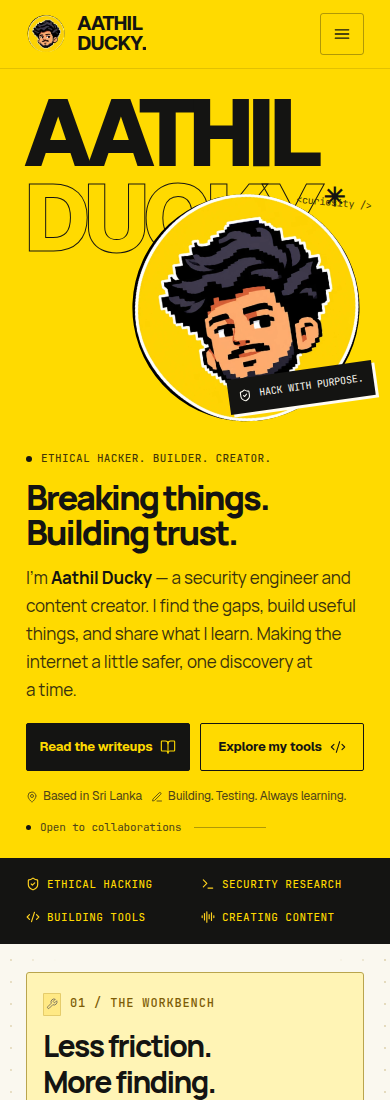 AATHIL
DUCKY.
AATHIL
DUCKY
<curiosity />
HACK WITH PURPOSE.
ETHICAL HACKER. BUILDER. CREATOR.
Breaking things.
Building trust.
I'm Aathil Ducky — a security engineer and
content creator. I find the gaps, build useful
things, and share what I learn. Making the
internet a little safer, one discovery at
a time.
Read the writeups
Explore my tools
Based in Sri Lanka
Building. Testing. Always learning.
Open to collaborations
ETHICAL HACKING
SECURITY RESEARCH
BUILDING TOOLS
CREATING CONTENT
01 / THE WORKBENCH
Less friction.
More finding.